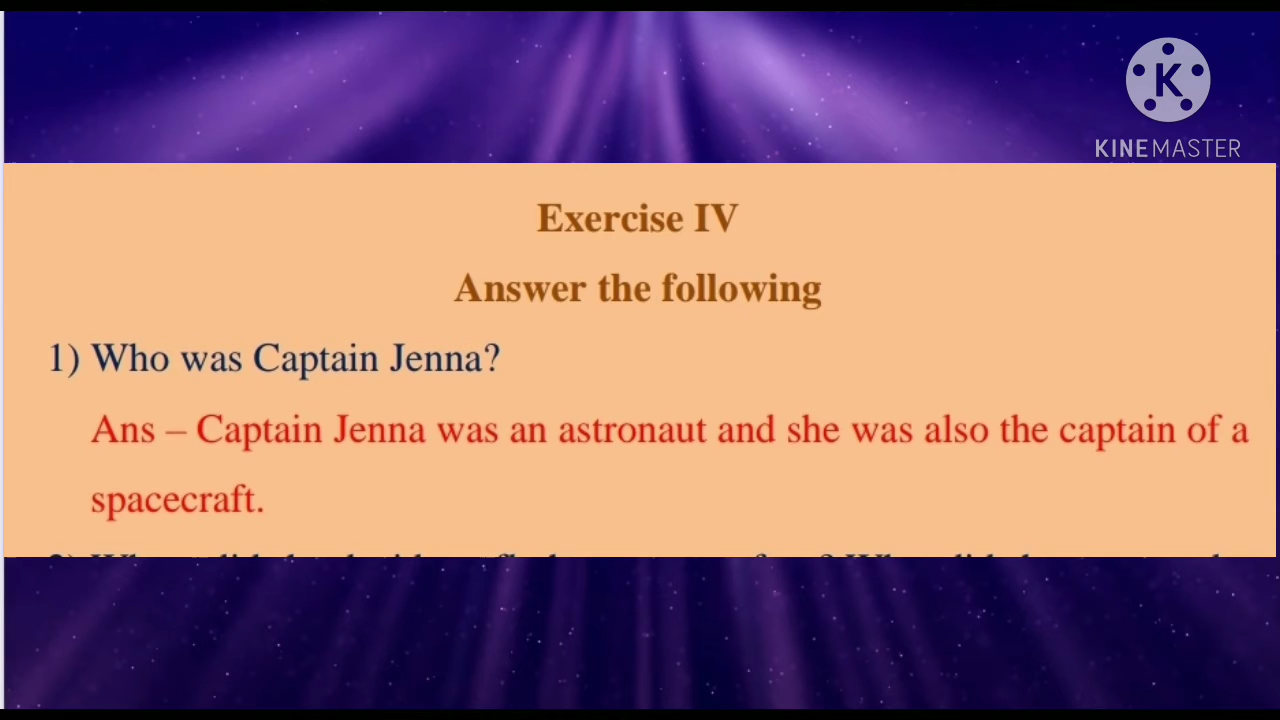 KINEMASTER
Exercise IV
Answer the following
1) Who was Captain Jenna?
Ans – Captain Jenna was an astronaut and she was also the captain of a
spacecraft.